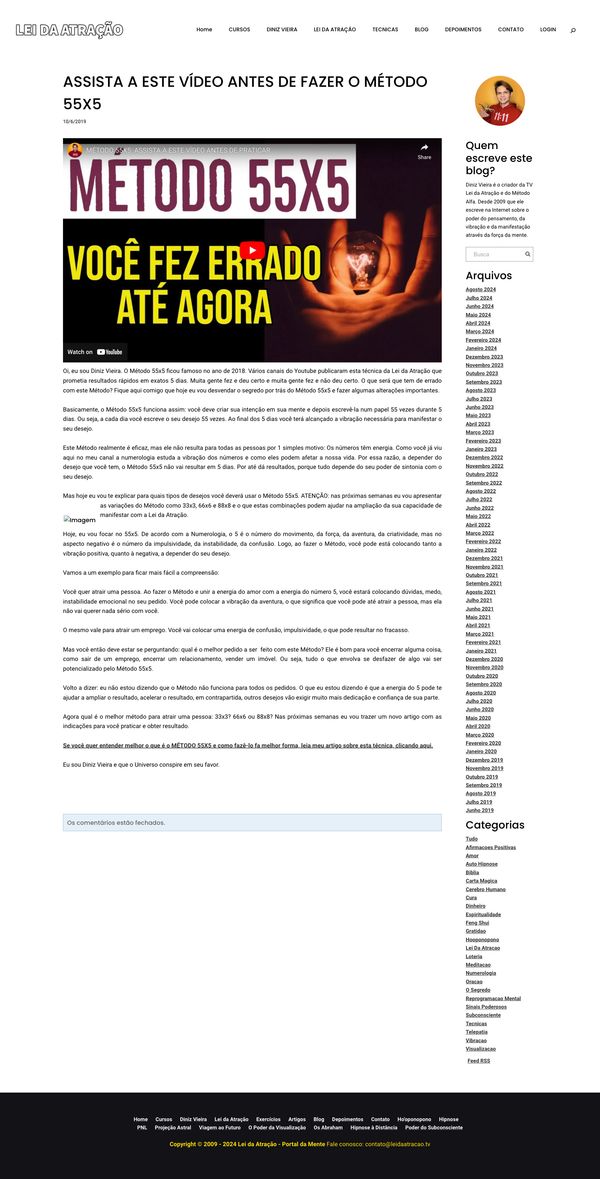 LEI DA ATRAÇÃO
Home CURSOS DINIZ VIEIRA LEI DA ATRAÇÃO TECNICAS BLOG DEPOIMENTOS CONTATO LOGIN
ASSISTA A ESTE VÍDEO ANTES DE FAZER O MÉTODO
55X5
10/6/2019
MÉTODO 55X5: ASSISTA A ESTE VÍDEO ANTES DE PRATICAR
Share
MÉTODO 55X5
VOCÊ FEZ ERRADO
ATÉ AGORA
Watch on YouTube
Oi, eu sou Diniz Vieira. O Método 55x5 ficou famoso no ano de 2018. Vários canais do Youtube publicaram esta técnica da Lei da Atração que
prometia resultados rápidos em exatos 5 dias. Muita gente fez e deu certo e muita gente fez e não deu certo. O que será que tem de errado
com este Método? Fique aqui comigo que hoje eu vou desvendar o segredo por trás do Método 55x5 e fazer algumas alterações importantes.
Basicamente, o Método 55x5 funciona assim: você deve criar sua intenção em sua mente e depois escrevê-la num papel 55 vezes durante 5
dias. Ou seja, a cada dia você escreve o seu desejo 55 vezes. Ao final dos 5 dias você terá alcançado a vibração necessária para manifestar o
seu desejo.
Este Método realmente é eficaz, mas ele não resulta para todas as pessoas por 1 simples motivo: Os números têm energia. Como você já viu
aqui no meu canal a numerologia estuda a vibração dos números e como eles podem afetar a nossa vida. Por essa razão, a depender do
desejo que você tem, o Método 55x5 não vai resultar em 5 dias. Por até dá resultados, porque tudo depende do seu poder de sintonia com o
seu desejo.
Mas hoje eu vou te explicar para quais tipos de desejos você deverá usar o Método 55x5. ATENÇÃO: nas próximas semanas eu vou apresentar
as variações do Método como 33x3, 66x6 e 88x8 e o que estas combinações podem ajudar na ampliação da sua capacidade de
manifestar com a Lei da Atração.
Imagem
Hoje, eu vou focar no 55x5. De acordo com a Numerologia, o 5 é o número do movimento, da força, da aventura, da criatividade, mas no
aspecto negativo é o número da impulsividade, da instabilidade, da confusão. Logo, ao fazer o Método, você pode está colocando tanto a
vibração positiva, quanto à negativa, a depender do seu desejo.
Vamos a um exemplo para ficar mais fácil a compreensão:
Você quer atrair uma pessoa. Ao fazer o Método e unir a energia do amor com a energia do número 5, você estará colocando dúvidas, medo,
instabilidade emocional no seu pedido. Você pode colocar a vibração da aventura, o que significa que você pode até atrair a pessoa, mas ela
não vai querer nada sério com você.
O mesmo vale para atrair um emprego. Você vai colocar uma energia de confusão, impulsividade, o que pode resultar no fracasso.
Mas você então deve estar se perguntando: qual é o melhor pedido a ser feito com este Método? Ele é bom para você encerrar alguma coisa,
como sair de um emprego, encerrar um relacionamento, vender um imóvel. Ou seja, tudo o que envolva se desfazer de algo vai ser
potencializado pelo Método 55x5.
Volto a dizer: eu não estou dizendo que o Método não funciona para todos os pedidos. O que eu estou dizendo é que a energia do 5 pode te
ajudar a ampliar o resultado, acelerar o resultado, em contrapartida, outros desejos vão exigir muito mais dedicação e confiança de sua parte.
Agora qual é o melhor método para atrair uma pessoa: 33x3? 66x6 ou 88x8? Nas próximas semanas eu vou trazer um novo artigo com as
indicações para você praticar e obter resultado.
Se você quer entender melhor o que é o MÉTODO 55X5 e como fazê-lo fa melhor forma, leia meu artigo sobre esta técnica, clicando aqui.
Eu sou Diniz Vieira e que o Universo conspire em seu favor.
Os comentários estão fechados.
11:11
Quem
escreve este
blog?
Diniz Vieira é o criador da TV
Lei da Atração e do Método
Alfa. Desde 2009 que ele
escreve na Internet sobre o
poder do pensamento, da
vibração e da manifestação
através da força da mente.
Busca
Arquivos
Agosto 2024
Julho 2024
Junho 2024
Maio 2024
Abril 2024
Março 2024
Fevereiro 2024
Janeiro 2024
Dezembro 2023
Novembro 2023
Outubro 2023
Setembro 2023
Agosto 2023
Julho 2023
Junho 2023
Maio 2023
Abril 2023
Março 2023
Fevereiro 2023
Janeiro 2023
Dezembro 2022
Novembro 2022
Outubro 2022
Setembro 2022
Agosto 2022
Julho 2022
Junho 2022
Maio 2022
Abril 2022
Março 2022
Fevereiro 2022
Janeiro 2022
Dezembro 2021
Novembro 2021
Outubro 2021
Setembro 2021
Agosto 2021
Julho 2021
Junho 2021
Maio 2021
Abril 2021
Março 2021
Fevereiro 2021
Janeiro 2021
Dezembro 2020
Novembro 2020
Outubro 2020
Setembro 2020
Agosto 2020
Julho 2020
Junho 2020
Maio 2020
Abril 2020
Março 2020
Fevereiro 2020
Janeiro 2020
Dezembro 2019
Novembro 2019
Outubro 2019
Setembro 2019
Agosto 2019
Julho 2019
Junho 2019
Categorias
Tudo
Afirmacoes Positivas
Amor
Auto Hipnose
Bíblia
Carta Magica
Cerebro Humano
Cura
Dinheiro
Espiritualidade
Feng Shui
Gratidao
Hooponopono
Lei Da Atracao
Loteria
Meditacao
Numerologia
Oracao
O Segredo
Reprogramacao Mental
Sinais Poderosos
Subconsciente
Tecnicas
Telepatia
Vibracao
Visualizacao
Feed RSS
Home Cursos Diniz Vieira Lei da Atração Exercícios Artigos Blog Depoimentos Contato Ho'oponopono Hipnose
PNL Projeção Astral Viagem ao Futuro O Poder da Visualização Os Abraham Hipnose à Distância Poder do Subconsciente
Copyright © 2009 - 2024 Lei da Atração - Portal da Mente Fale conosco: contato@leidaatracao.tv